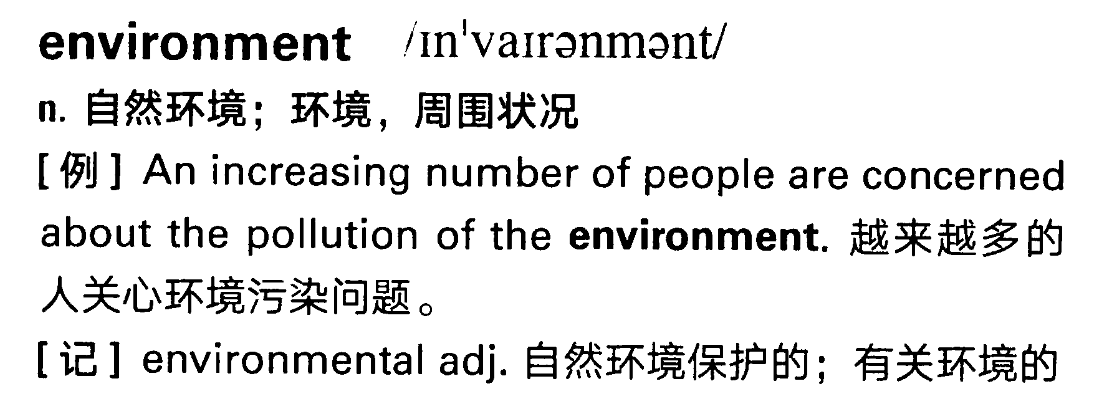 environment /ɪnˈvaɪrənmənt/
n. 自然环境；环境，周围状况
[例] An increasing number of people are concerned
about the pollution of the environment. 越来越多的
人关心环境污染问题。
[记] environmental adj. 自然环境保护的；有关环境的